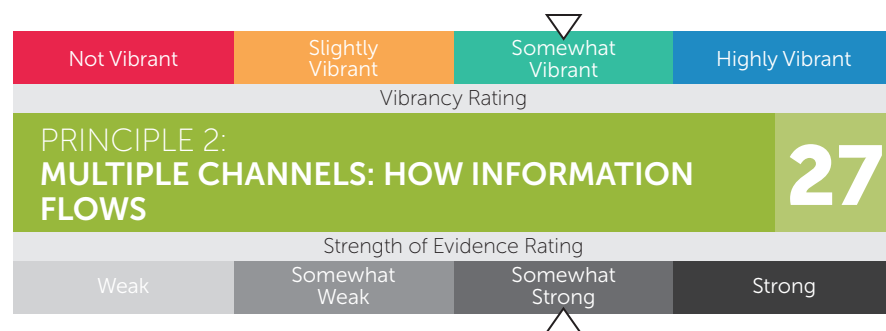 Not Vibrant
Slightly
Vibrant
Somewhat
Vibrant
Highly Vibrant
Vibrancy Rating
PRINCIPLE 2:
MULTIPLE CHANNELS: HOW INFORMATION
FLOWS
27
Strength of Evidence Rating
Weak
Somewhat
Weak
Somewhat
Strong
Strong